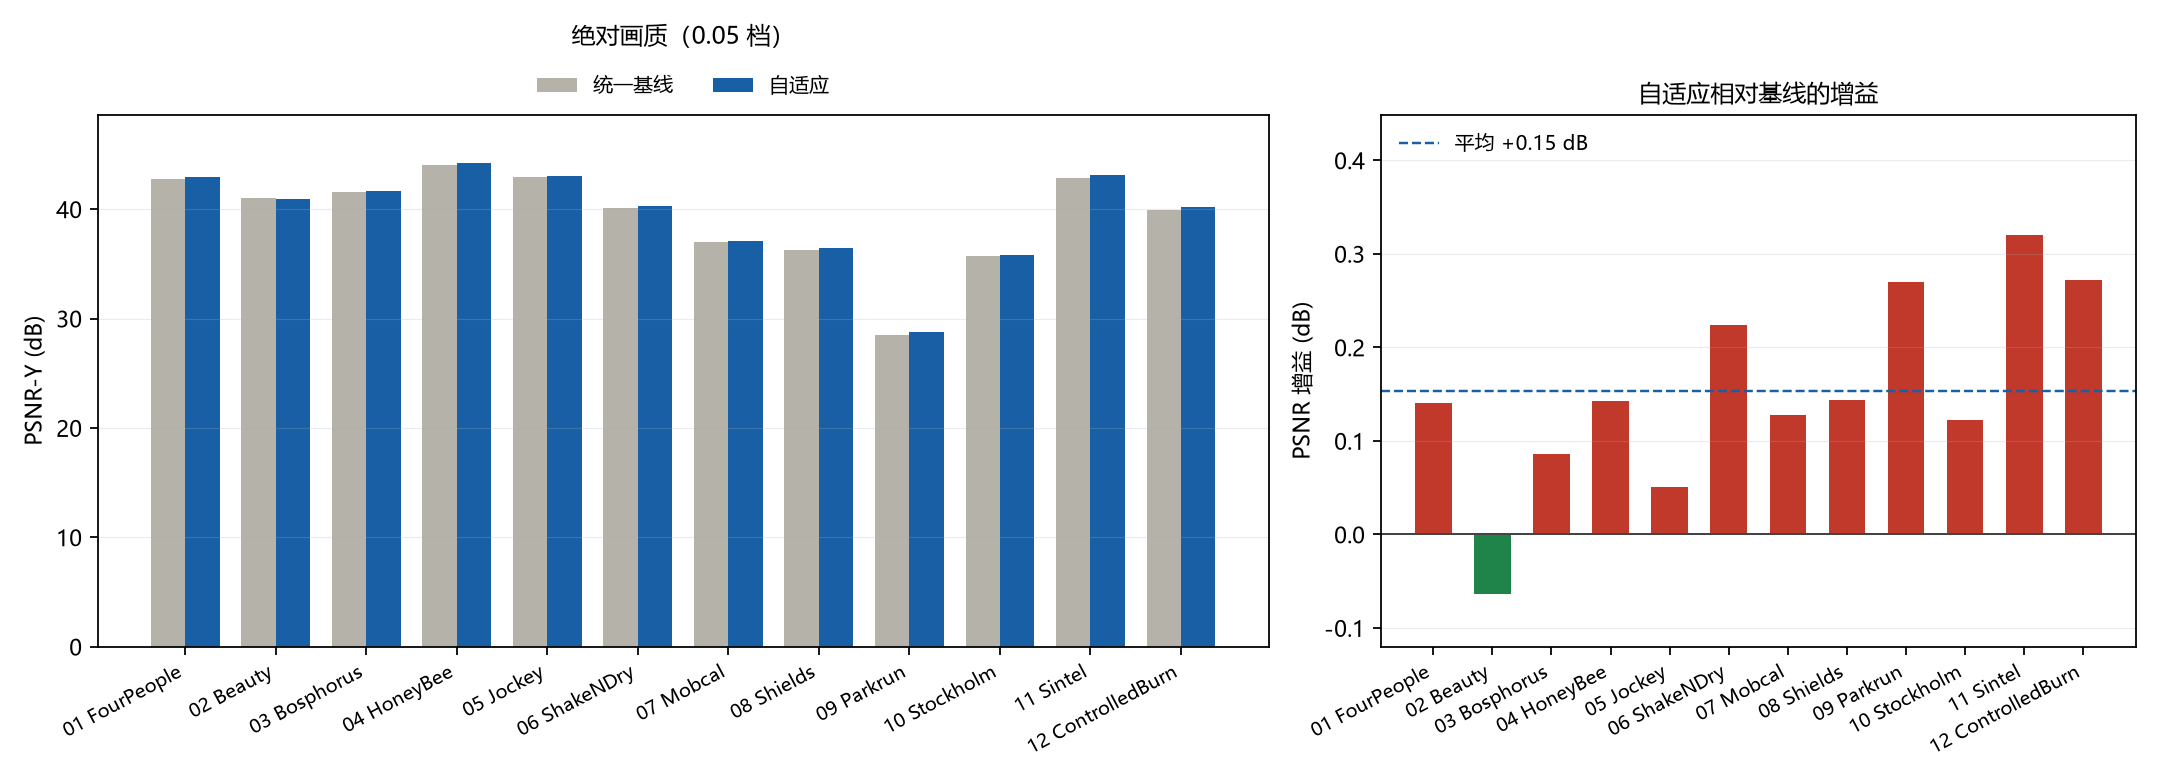 绝对画质（0.05 档）
统一基线
自适应
PSNR-Y (dB)
40
30
20
10
0
01 FourPeople
02 Beauty
03 Bosphorus
04 HoneyBee
05 Jockey
06 ShakeNDry
07 Mobcal
08 Shields
09 Parkrun
10 Stockholm
11 Sintel
12 ControlledBurn
自适应相对基线的增益
平均 +0.15 dB
PSNR 增益 (dB)
0.4
0.3
0.2
0.1
0.0
-0.1
01 FourPeople
02 Beauty
03 Bosphorus
04 HoneyBee
05 Jockey
06 ShakeNDry
07 Mobcal
08 Shields
09 Parkrun
10 Stockholm
11 Sintel
12 ControlledBurn